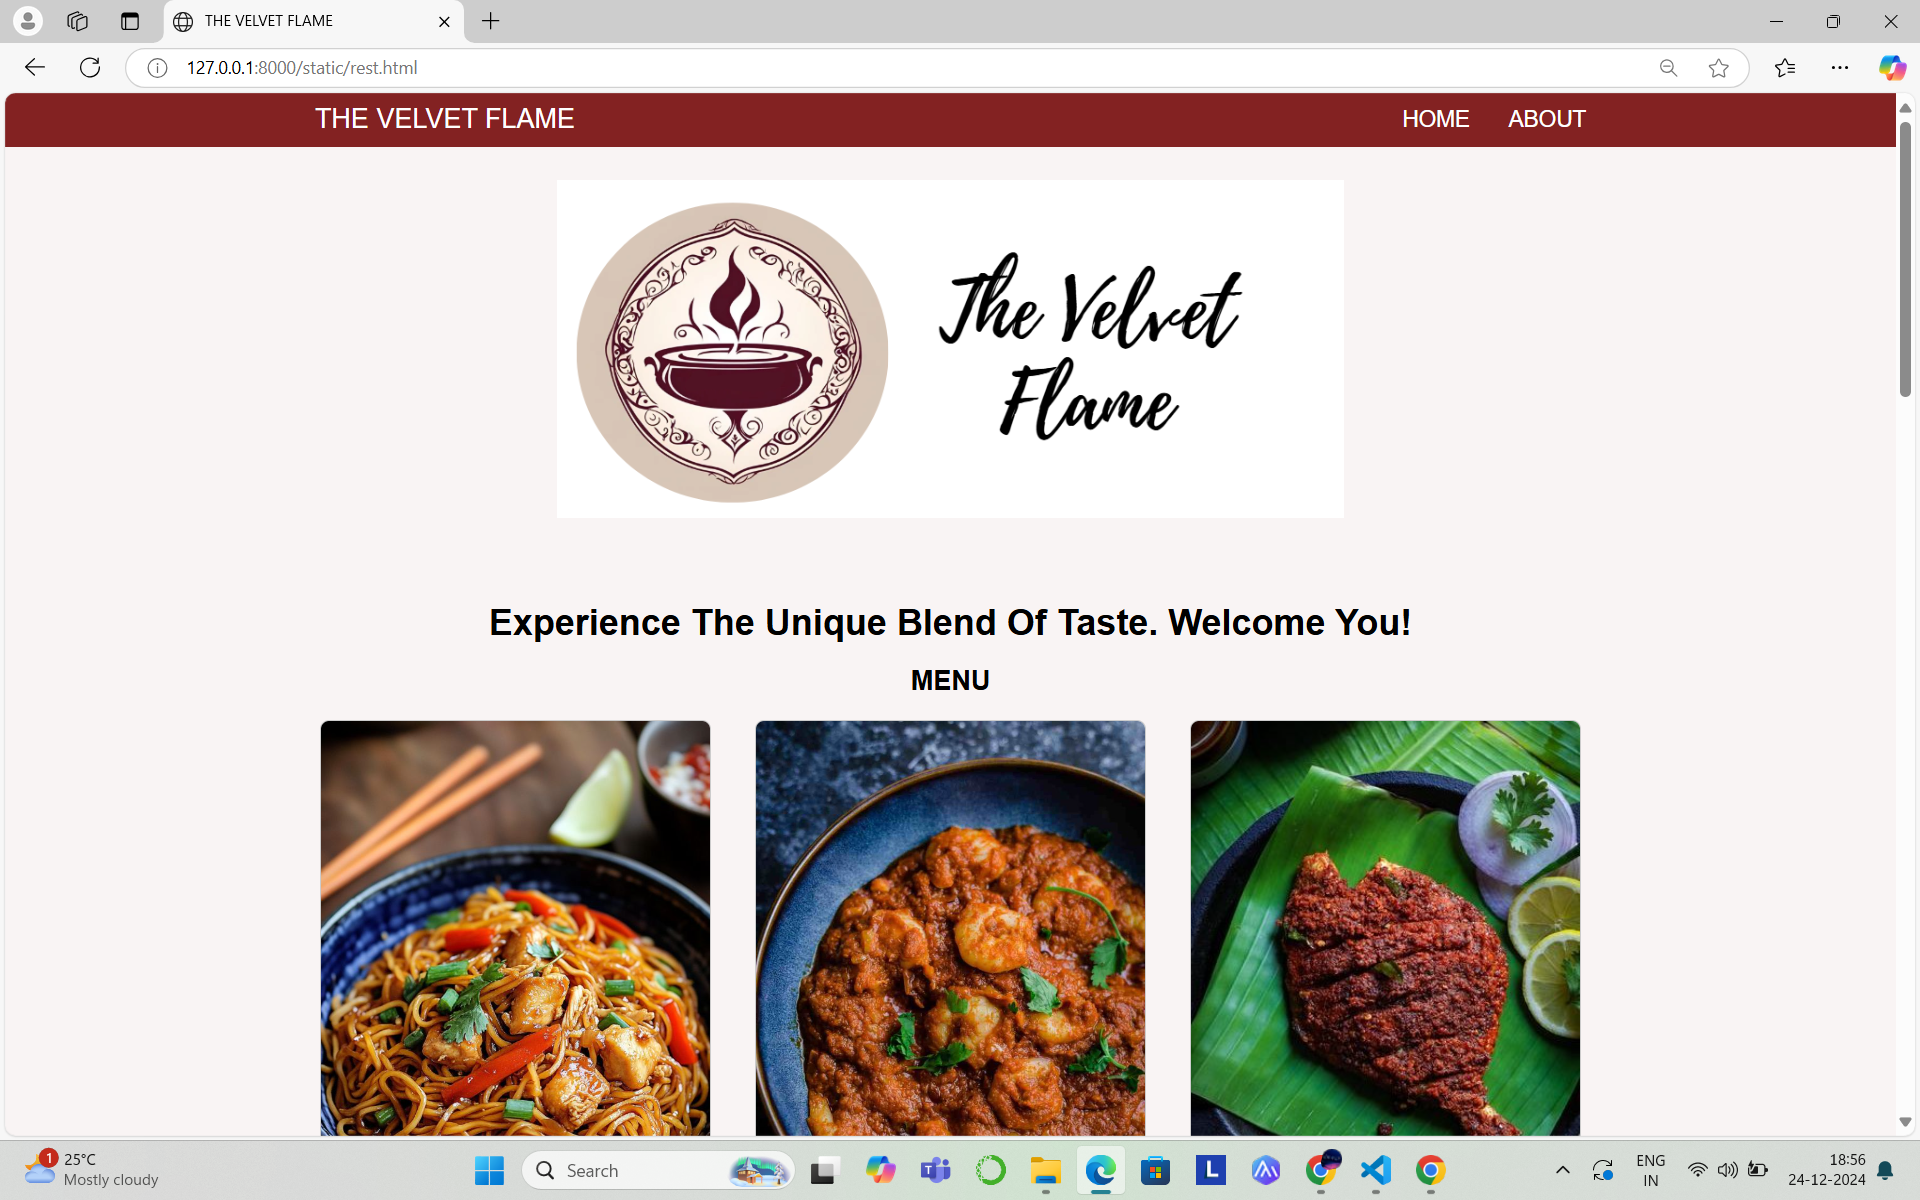 THE VELVET FLAME
127.0.0.1:8000/static/rest.html
THE VELVET FLAME
HOME ABOUT
The Velvet
Flame
Experience The Unique Blend Of Taste. Welcome You!
MENU
1
25°C
Mostly cloudy
Search
L
ENG
IN
18:56
24-12-2024